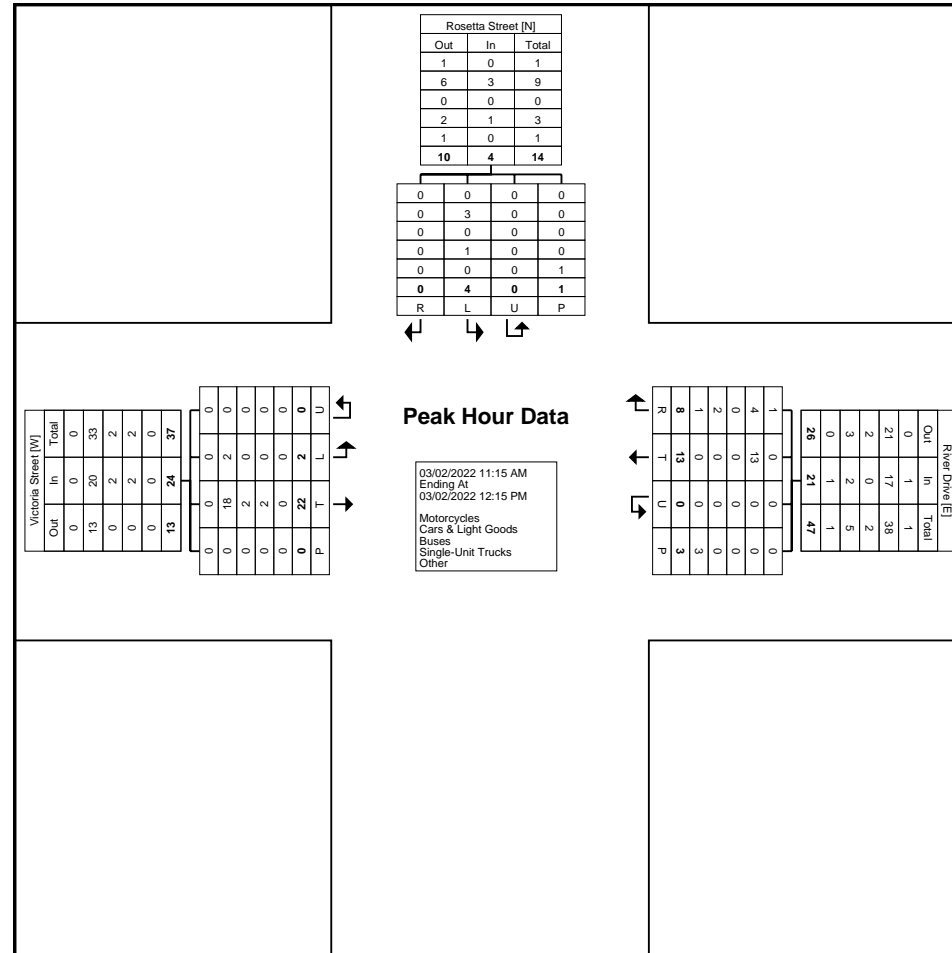 Rosetta Street [N]
Out In Total
1 0 1
6 3 9
0 0 0
2 1 3
1 0 1
10 4 14
0 0 0 0
0 3 0 0
0 0 0 0
0 1 0 0
0 0 0 1
0 4 0 1
R L U P
Victoria Street [W]
Total 0 33 2 2 0 37
In 0 20 2 2 0 24
Out 0 13 0 0 0 13
0 0 0 0 0 0 U
0 2 0 0 0 2 L
0 18 2 2 0 22 T
0 0 0 0 0 0 P
Peak Hour Data
03/02/2022 11:15 AM
Ending At
03/02/2022 12:15 PM
Motorcycles
Cars & Light Goods
Buses
Single-Unit Trucks
Other
R 8 1 2 0 4 1
T 13 0 0 0 13 0
U 0 0 0 0 0 0
P 3 3 0 0 0 0
River Drive [E]
26 0 3 2 21 0 Out
21 1 2 0 17 1 In
47 1 5 2 38 1 Total